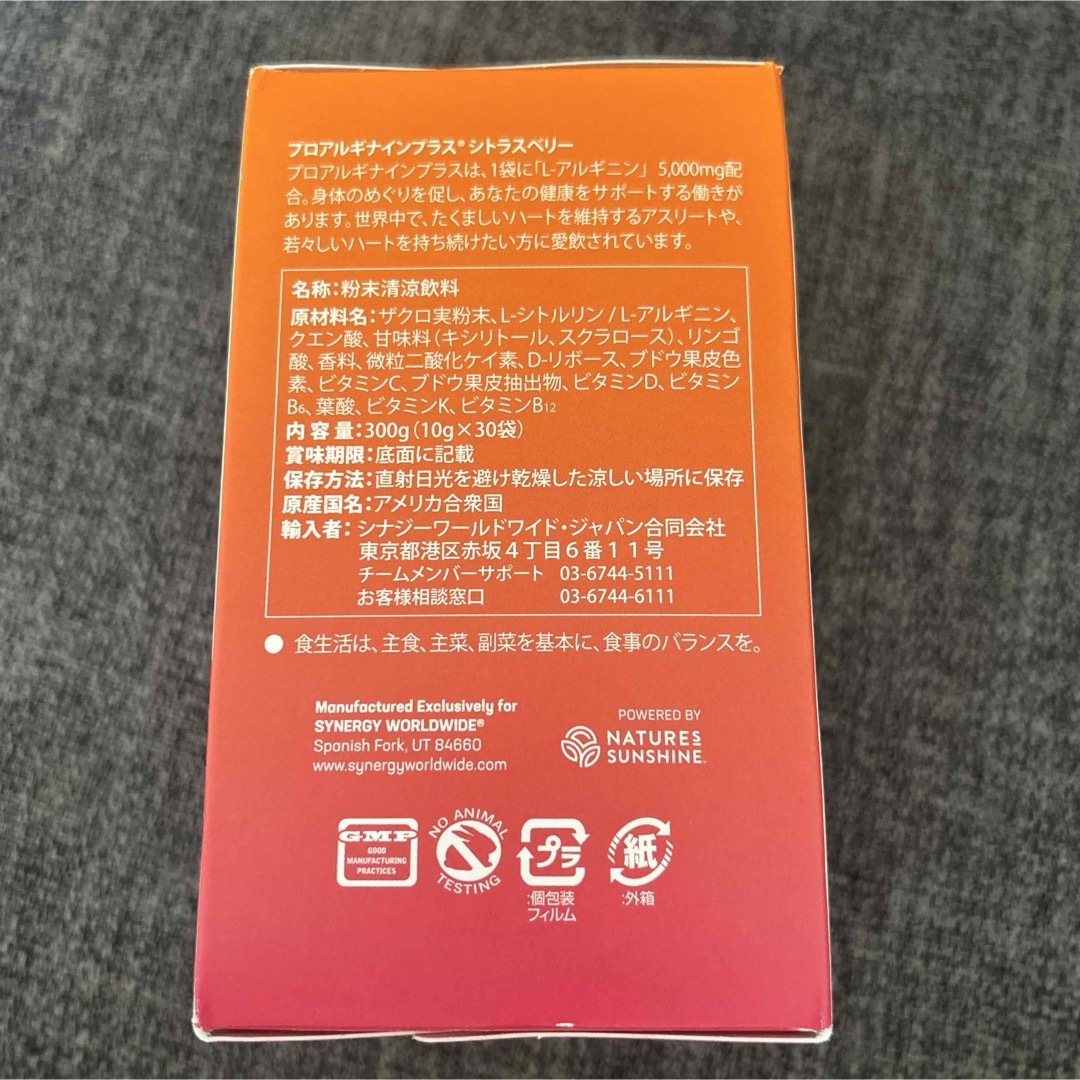 プロアルギナインプラス® シトラスベリー
プロアルギナインプラスは、1袋に「L-アルギニン」 5,000mg配
合。身体のめぐりを促し、あなたの健康をサポートする働きが
あります。世界中で、たくましいハートを維持するアスリートや、
若々しいハートを持ち続けたい方に愛飲されています。
名称：粉末清涼飲料
原材料名：ザクロ実粉末、L-シトルリン / L-アルギニン、
クエン酸、甘味料（キシリトール、スクラロース）、リンゴ
酸、香料、微粒二酸化ケイ素、D-リボース、ブドウ果皮色
素、ビタミンC、ブドウ果皮抽出物、ビタミンD、ビタミン
B6、葉酸、ビタミンK、ビタミンB12
内容量：300g（10g×30袋）
賞味期限：底面に記載
保存方法：直射日光を避け乾燥した涼しい場所に保存
原産国名：アメリカ合衆国
輸入者：シナジーワールドワイド・ジャパン合同会社
東京都港区赤坂４丁目６番１１号
チームメンバーサポート 03-6744-5111
お客様相談窓口 03-6744-6111
● 食生活は、主食、主菜、副菜を基本に、食事のバランスを。
Manufactured Exclusively for
SYNERGY WORLDWIDE®
Spanish Fork, UT 84660
www.synergyworldwide.com
POWERED BY
NATURES
SUNSHINE™
GMP
GOOD
MANUFACTURING
PRACTICES
NO ANIMAL
TESTING
プラ
:個包装
フィルム
紙
:外箱